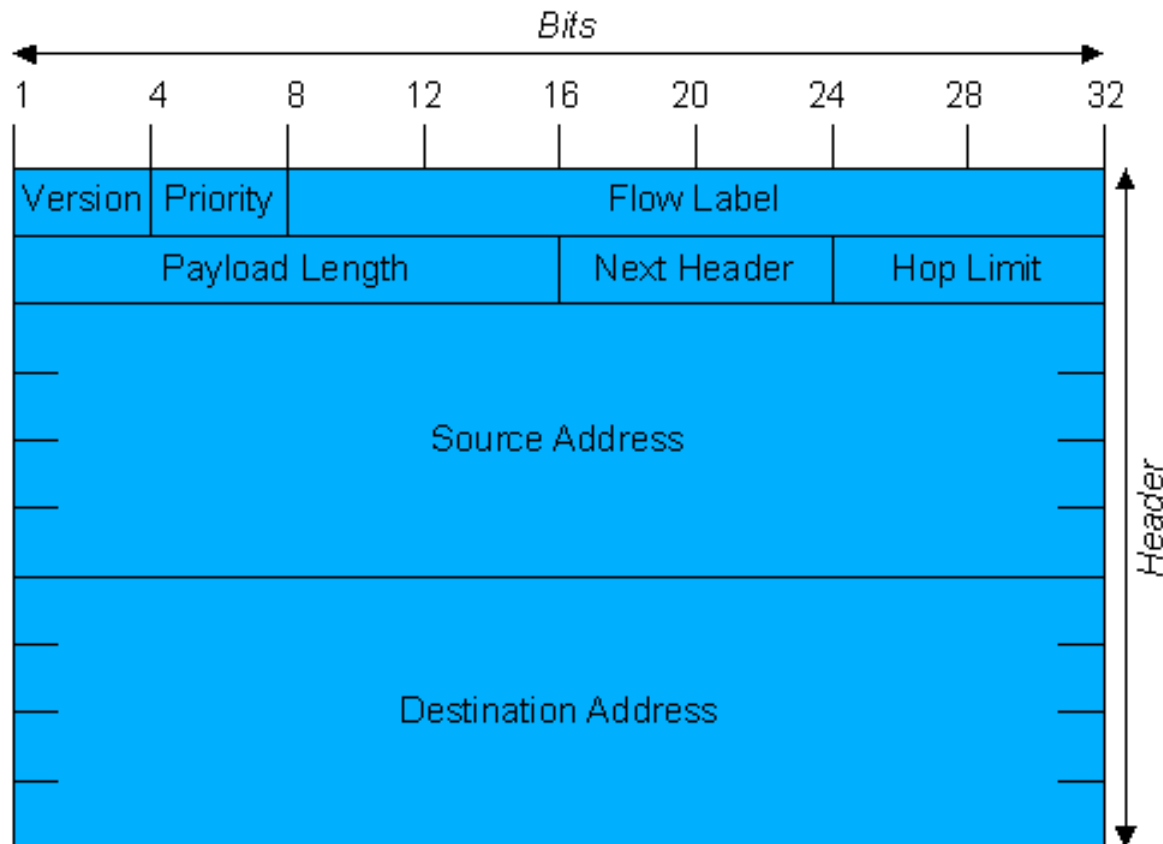 Bits
1 4 8 12 16 20 24 28 32
Version Priority Flow Label
Payload Length Next Header Hop Limit
Source Address
Header
Destination Address